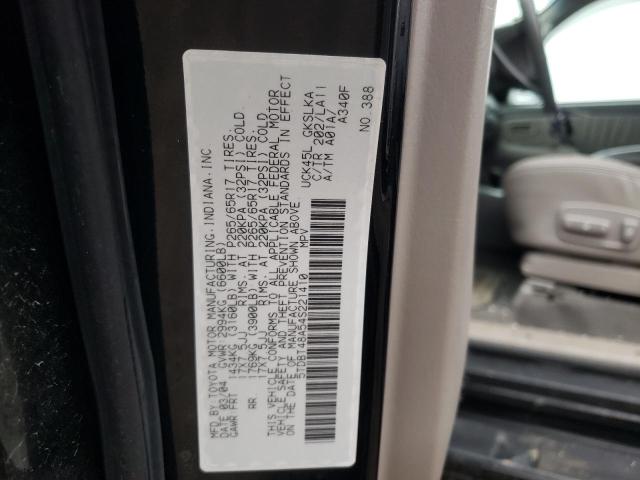 MFD.BY:TOYOTA MOTOR MANUFACTURING,INDIANA,INC
DATE 03/04 GVWR 2994KG (6600LB)
GAWR FRT 1434KG (3160LB) WITH P265/65R17 TIRES,
17X7.5JJ RIMS, AT 220KPA (32PSI) COLD
RR. 1769KG (3900LB) WITH P265/65R17 TIRES,
17X7.5JJ RIMS, AT 220KPA (32PSI) COLD
THIS VEHICLE CONFORMS TO ALL APPLICABLE FEDERAL MOTOR
VEHICLE SAFETY AND THEFT PREVENTION STANDARDS IN EFFECT
ON THE DATE OF MANUFACTURE SHOWN ABOVE.
5TDBT48A54S221410 MPV
UCK45L GKSLKA
C/TR 202/LA11
A/TM A01A/
A340F
NO.388